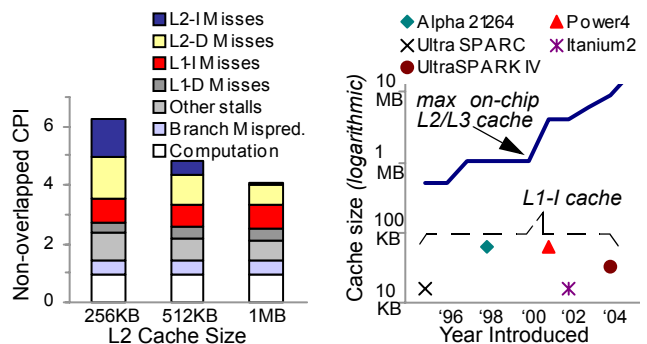 L2-I Misses
L2-D Misses
L1-I Misses
L1-D Misses
Other stalls
Branch Mispred.
Computation
Non-overlapped CPI
6
4
2
0
256KB
512KB
1MB
L2 Cache Size
Alpha 21264
Power4
Ultra SPARC
Itanium2
UltraSPARK IV
Cache size (logarithmic)
10
MB
1
MB
100
KB
10
KB
max on-chip
L2/L3 cache
L1-I cache
‘96
‘98
‘00
‘02
‘04
Year Introduced